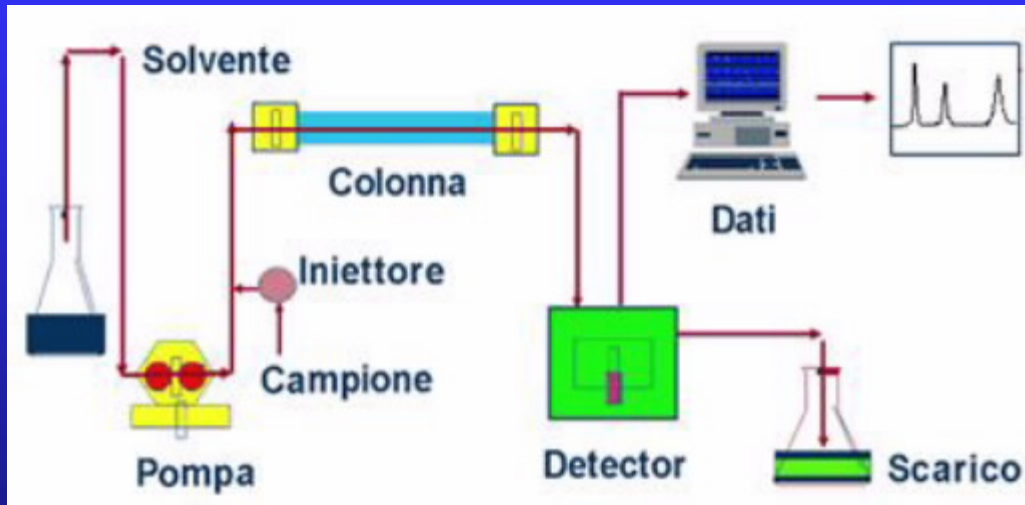 Solvente
Colonna
Iniettore
Campione
Pompa
Dati
Detector
Scarico